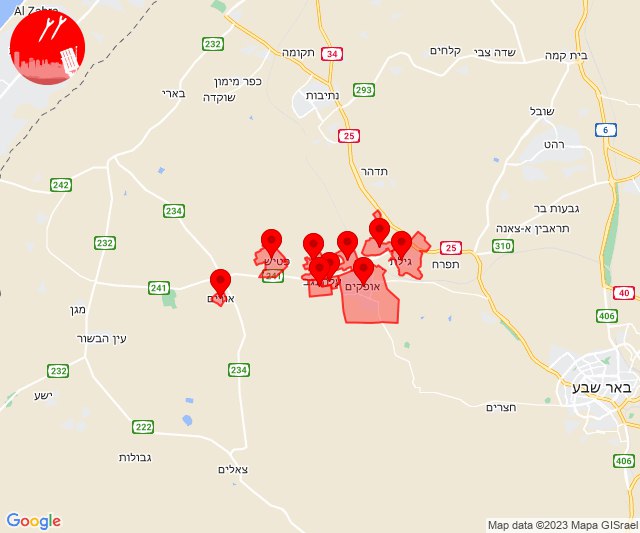 Al Zahra
232
תקומה
34
קלחים
שדה צבי
בית קמה
כפר מימון
שוקדה
בארי
נתיבות
293
שובל
25
6
רהט
תדהר
242
234
גבעות בר
תראבין א-צאנה
232
310
25
תפרח
גילת
פטיש
241
241
אופקים
אורים
40
מגן
406
עין הבשור
232
234
באר שבע
ישע
חצרים
222
גבולות
צאלים
406
Google
Map data ©2023 Mapa GISrael